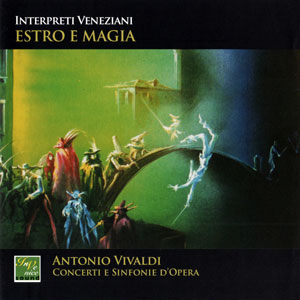 INTERPRETI VENEZIANI
ESTRO E MAGIA
ANTONIO VIVALDI
CONCERTI E SINFONIE D'OPERA